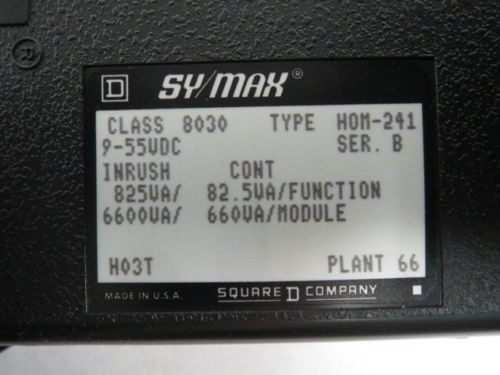 ®
D SY/MAX®
CLASS 8030 TYPE HOM-241
9-55VDC SER. B
INRUSH CONT
825VA/ 82.5VA/FUNCTION
6600VA/ 660VA/MODULE
H03T PLANT 66
MADE IN U.S.A. SQUARE D COMPANY